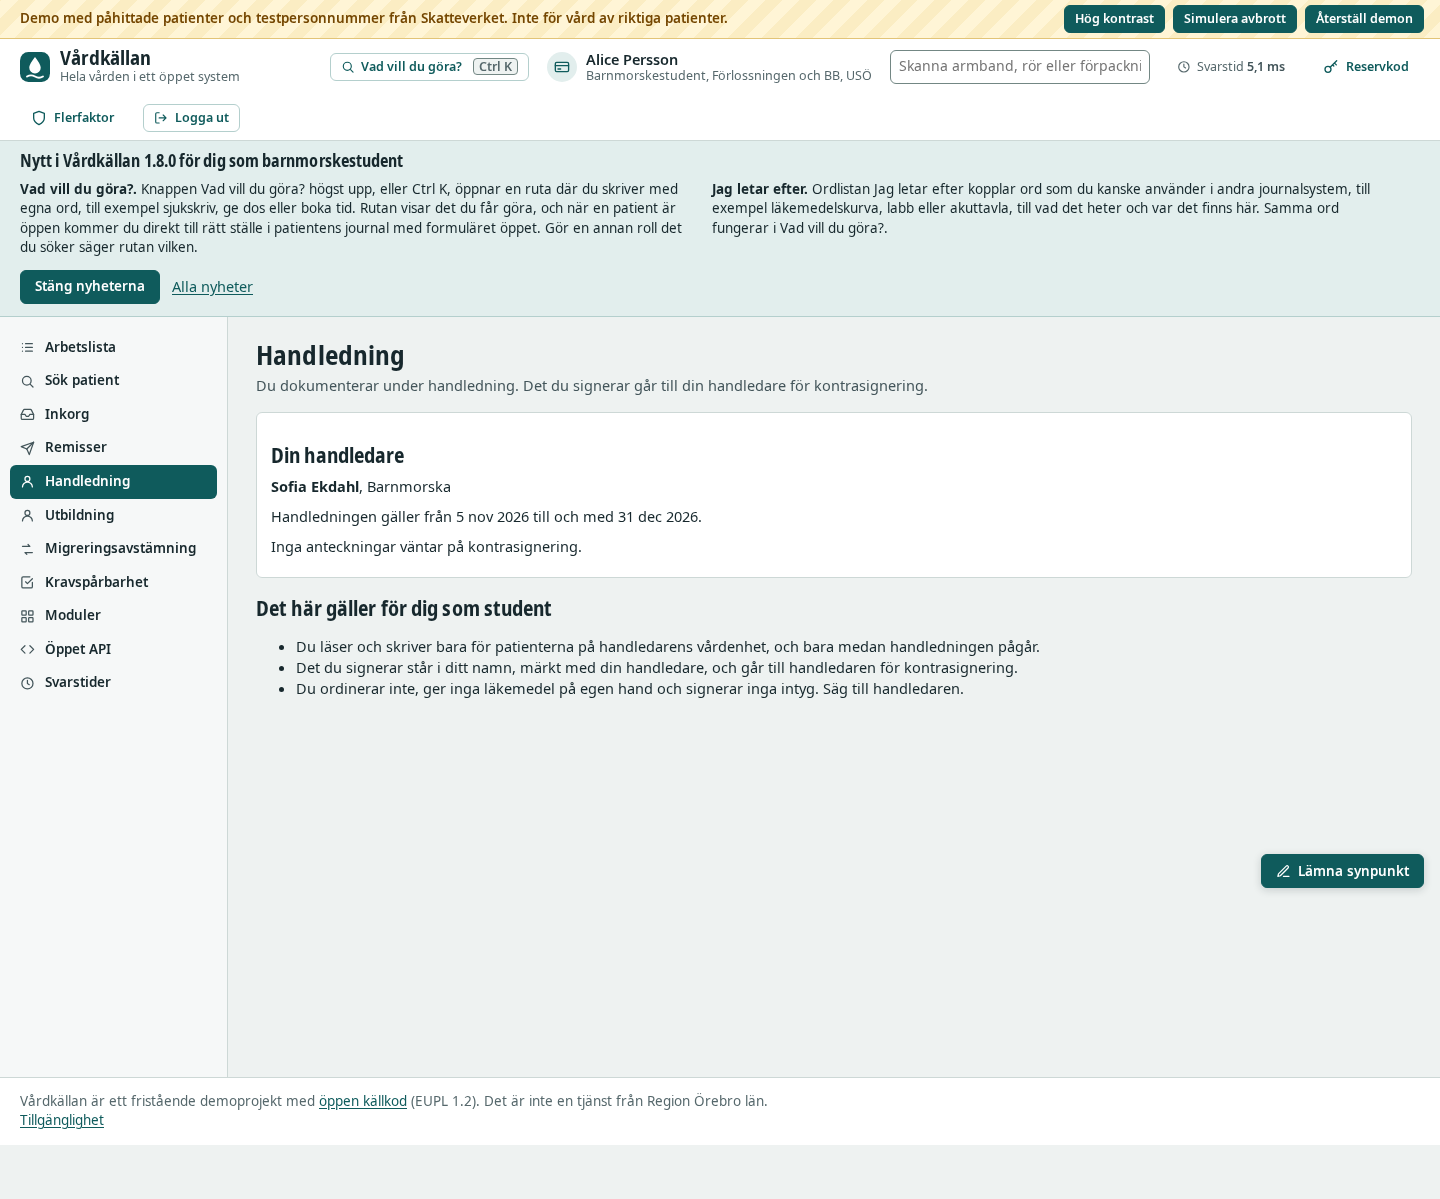 Demo med påhittade patienter och testpersonnummer från Skatteverket. Inte för vård av riktiga patienter.
Hög kontrast
Simulera avbrott
Återställ demon
Vårdkällan
Hela vården i ett öppet system
Vad vill du göra? Ctrl K
Alice Persson
Barnmorskestudent, Förlossningen och BB, USÖ
Skanna armband, rör eller förpackni
Svarstid 5,1 ms
Reservkod
Flerfaktor
Logga ut
Nytt i Vårdkällan 1.8.0 för dig som barnmorskestudent
Vad vill du göra?. Knappen Vad vill du göra? högst upp, eller Ctrl K, öppnar en ruta där du skriver med
egna ord, till exempel sjukskriv, ge dos eller boka tid. Rutan visar det du får göra, och när en patient är
öppen kommer du direkt till rätt ställe i patientens journal med formuläret öppet. Gör en annan roll det
du söker säger rutan vilken.
Jag letar efter. Ordlistan Jag letar efter kopplar ord som du kanske använder i andra journalsystem, till
exempel läkemedelskurva, labb eller akuttavla, till vad det heter och var det finns här. Samma ord
fungerar i Vad vill du göra?.
Stäng nyheterna
Alla nyheter
Arbetslista
Sök patient
Inkorg
Remisser
Handledning
Utbildning
Migreringsavstämning
Kravspårbarhet
Moduler
Öppet API
Svarstider
Handledning
Du dokumenterar under handledning. Det du signerar går till din handledare för kontrasignering.
Din handledare
Sofia Ekdahl, Barnmorska
Handledningen gäller från 5 nov 2026 till och med 31 dec 2026.
Inga anteckningar väntar på kontrasignering.
Det här gäller för dig som student
• Du läser och skriver bara för patienterna på handledarens vårdenhet, och bara medan handledningen pågår.
• Det du signerar står i ditt namn, märkt med din handledare, och går till handledaren för kontrasignering.
• Du ordinerar inte, ger inga läkemedel på egen hand och signerar inga intyg. Säg till handledaren.
Lämna synpunkt
Vårdkällan är ett fristående demoprojekt med öppen källkod (EUPL 1.2). Det är inte en tjänst från Region Örebro län.
Tillgänglighet